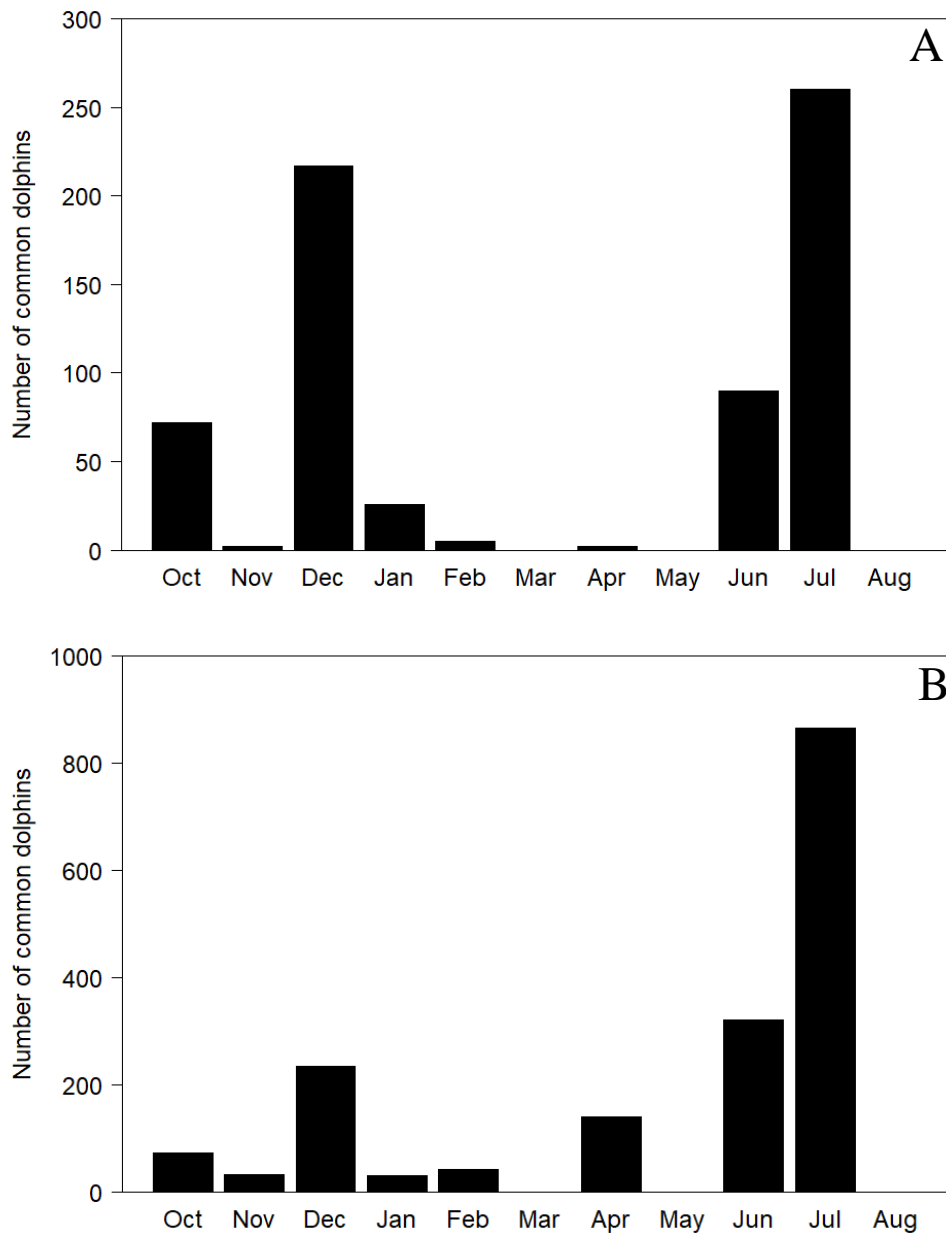 A
Number of common dolphins
300
250
200
150
100
50
0
Oct Nov Dec Jan Feb Mar Apr May Jun Jul Aug
B
Number of common dolphins
1000
800
600
400
200
0
Oct Nov Dec Jan Feb Mar Apr May Jun Jul Aug